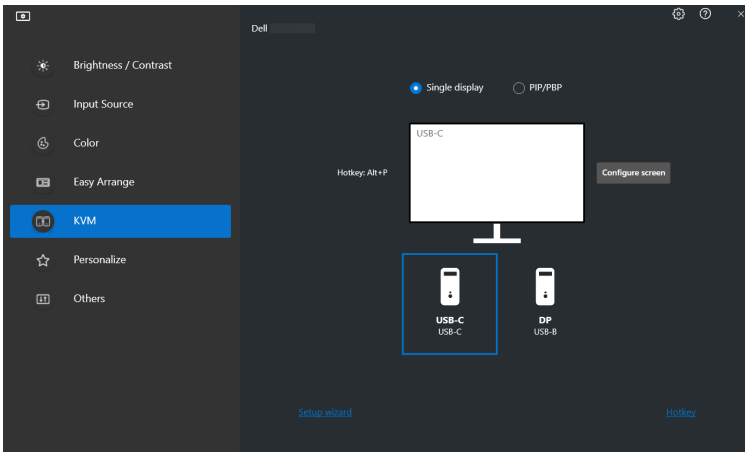 Dell
Brightness / Contrast
Input Source
Color
Easy Arrange
KVM
Personalize
Others
Single display
PIP/PBP
USB-C
Hotkey: Alt+P
Configure screen
USB-C
USB-C
DP
USB-B
Setup wizard
Hotkey